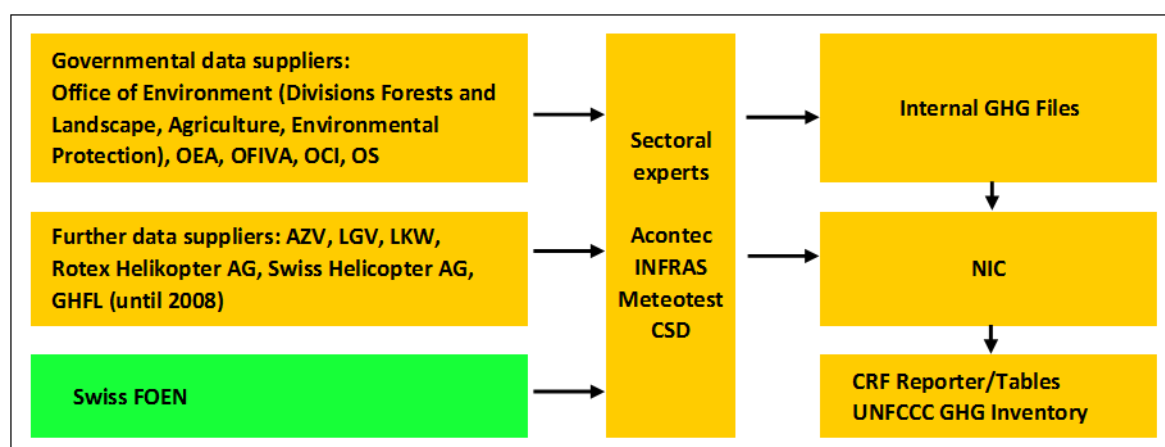 Governmental data suppliers:
Office of Environment (Divisions Forests and
Landscape, Agriculture, Environmental
Protection), OEA, OFIVA, OCI, OS
Further data suppliers: AZV, LGV, LKW,
Rotex Helikopter AG, Swiss Helicopter AG,
GHFL (until 2008)
Swiss FOEN
Sectoral
experts
Acontec
INFRAS
Meteotest
CSD
Internal GHG Files
NIC
CRF Reporter/Tables
UNFCCC GHG Inventory